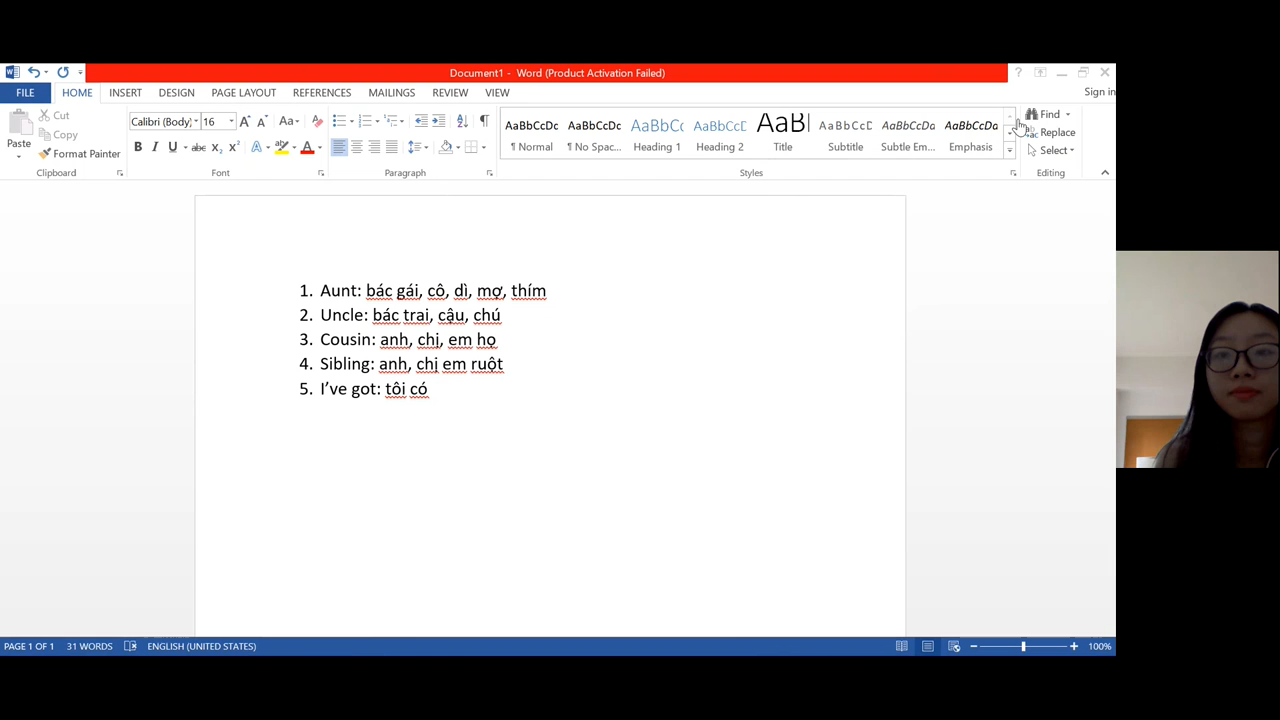 Document1 - Word (Product Activation Failed)
FILE HOME INSERT DESIGN PAGE LAYOUT REFERENCES MAILINGS REVIEW VIEW Sign in
Cut
Copy
Format Painter
Paste
Clipboard
Calibri (Body) 16
Font
Paragraph
AaBbCcDc AaBbCcDc AaBbCc AaBbCcD AaB AaBbCcD AaBbCcDa AaBbCcDa
¶ Normal ¶ No Spac... Heading 1 Heading 2 Title Subtitle Subtle Em... Emphasis
Styles
Find
Replace
Select
Editing
1. Aunt: bác gái, cô, dì, mợ, thím
2. Uncle: bác trai, cậu, chú
3. Cousin: anh, chị, em họ
4. Sibling: anh, chị em ruột
5. I’ve got: tôi có
PAGE 1 OF 1 31 WORDS ENGLISH (UNITED STATES) 100%